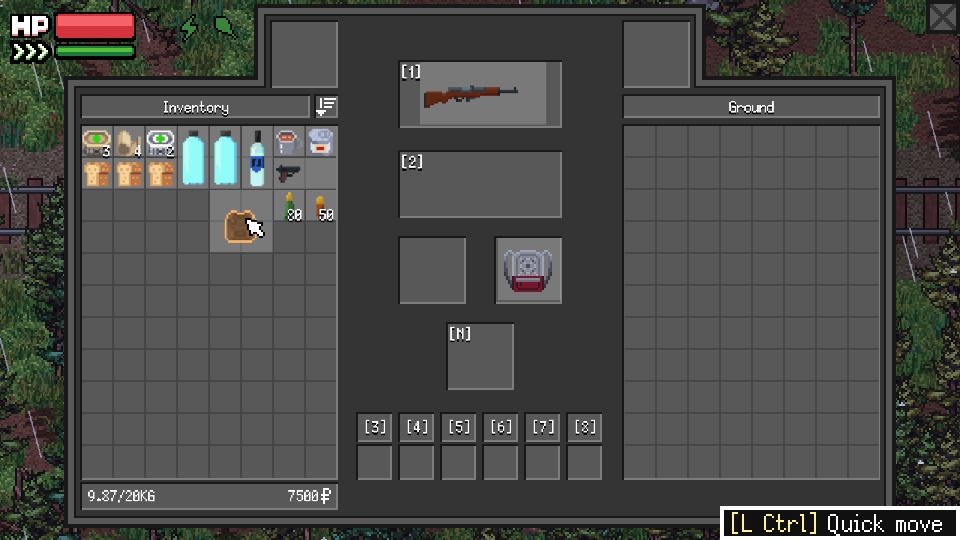 HP
[1]
Inventory
Ground
3
4
2
[2]
80
50
[N]
[3] [4] [5] [6] [7] [8]
9.87/20KG
7500₽
[L Ctrl] Quick move